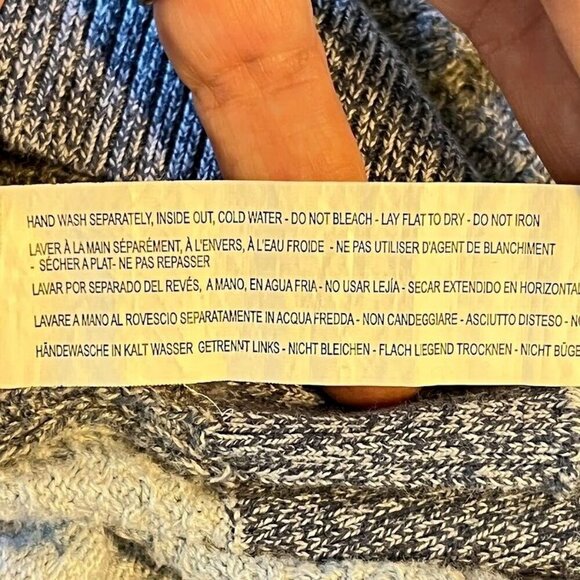 HAND WASH SEPARATELY, INSIDE OUT, COLD WATER - DO NOT BLEACH - LAY FLAT TO DRY - DO NOT IRON
LAVER À LA MAIN SÉPARÉMENT, À L'ENVERS, À L'EAU FROIDE - NE PAS UTILISER D'AGENT DE BLANCHIMENT
- SÉCHER A PLAT- NE PAS REPASSER
LAVAR POR SEPARADO DEL REVÉS, A MANO, EN AGUA FRIA - NO USAR LEJÍA - SECAR EXTENDIDO EN HORIZONTAL
LAVARE A MANO AL ROVESCIO SEPARATAMENTE IN ACQUA FREDDA - NON CANDEGGIARE - ASCIUTTO DISTESO -
HÄNDEWASCHE IN KALT WASSER GETRENNT LINKS - NICHT BLEICHEN - FLACH LIEGEND TROCKNEN - NICHT